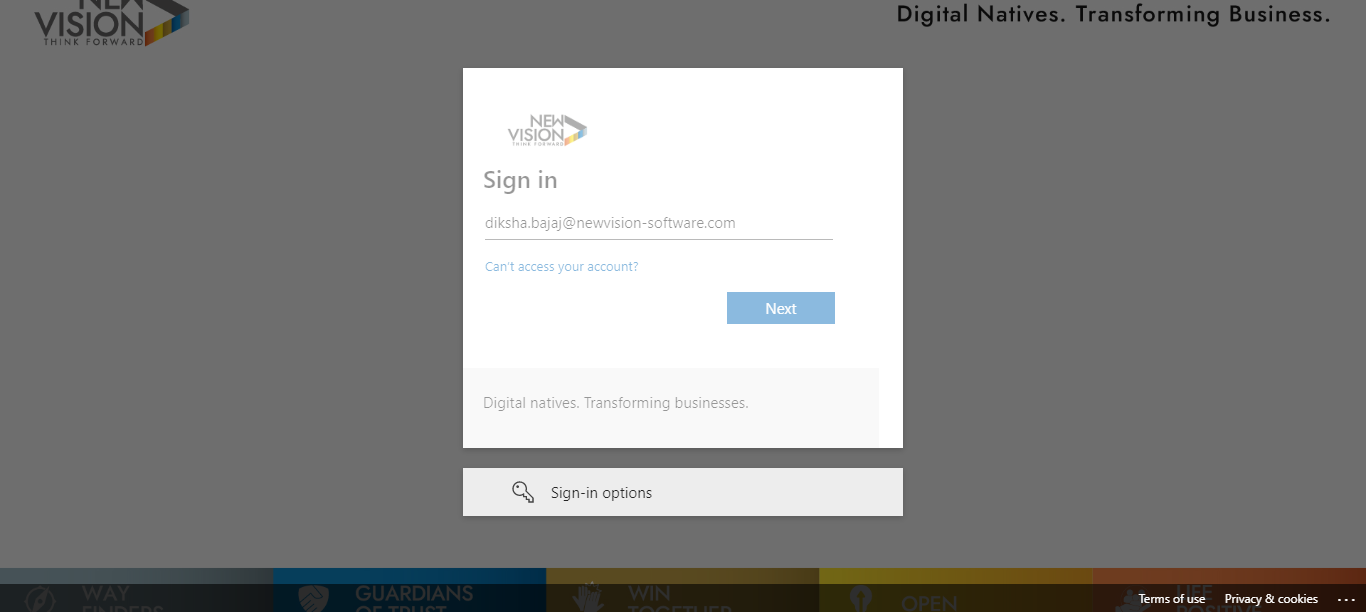 NEW
VISION
THINK FORWARD
Digital Natives. Transforming Business.
NEW
VISION
THINK FORWARD
Sign in
diksha.bajaj@newvision-software.com
Can't access your account?
Next
Digital natives. Transforming businesses.
Sign-in options
WAY
FINDERS
GUARDIANS
OF TRUST
WIN
TOGETHER
OPEN
LIFE
POSITIVE
Terms of use
Privacy & cookies
...